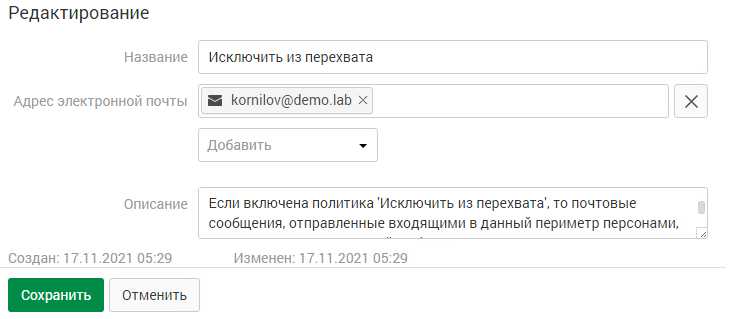 Редактирование
Название Исключить из перехвата
Адрес электронной почты kornilov@demo.lab
Добавить
Описание Если включена политика 'Исключить из перехвата', то почтовые
сообщения, отправленные входящими в данный периметр персонами,
Создан: 17.11.2021 05:29 Изменен: 17.11.2021 05:29
Сохранить Отменить